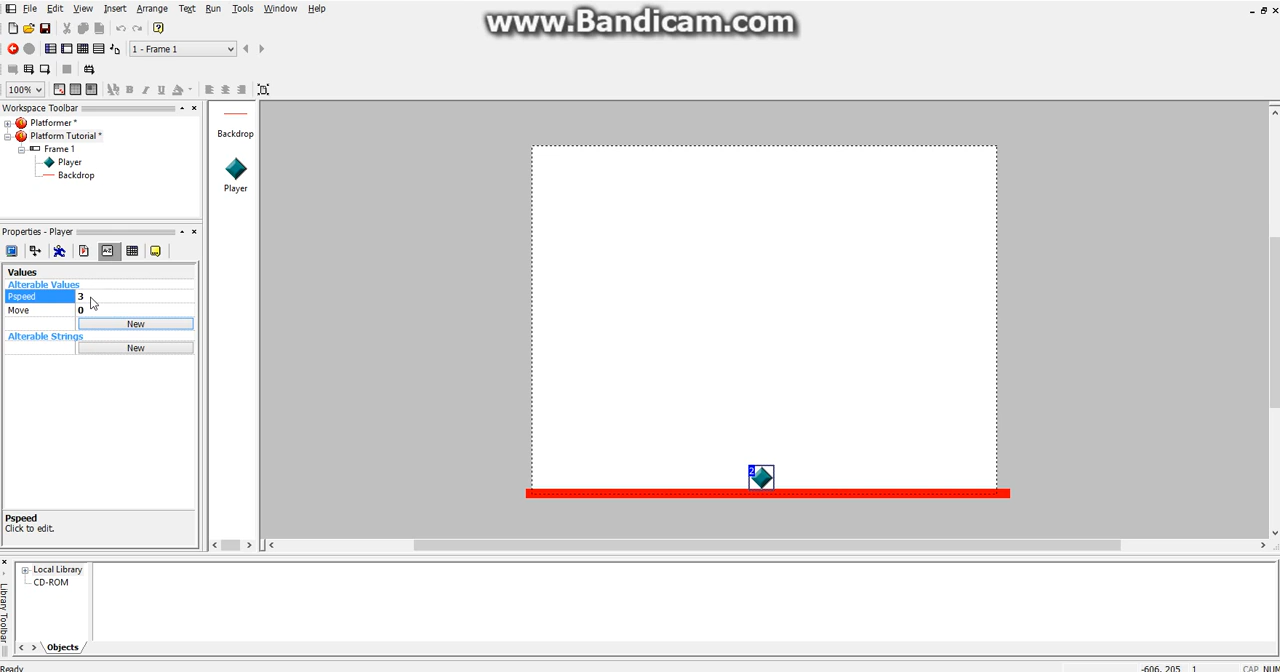 File Edit View Insert Arrange Text Run Tools Window Help
www.Bandicam.com
1 - Frame 1
100%
Workspace Toolbar
Platformer *
Platform Tutorial *
Frame 1
Player
Backdrop
Backdrop
Player
Properties - Player
Values
Alterable Values
Pspeed 3
Move 0
New
Alterable Strings
New
2
Pspeed
Click to edit.
Library Toolbar
Local Library
CD-ROM
Objects
Ready
-606, 205. 1
CAP NUM